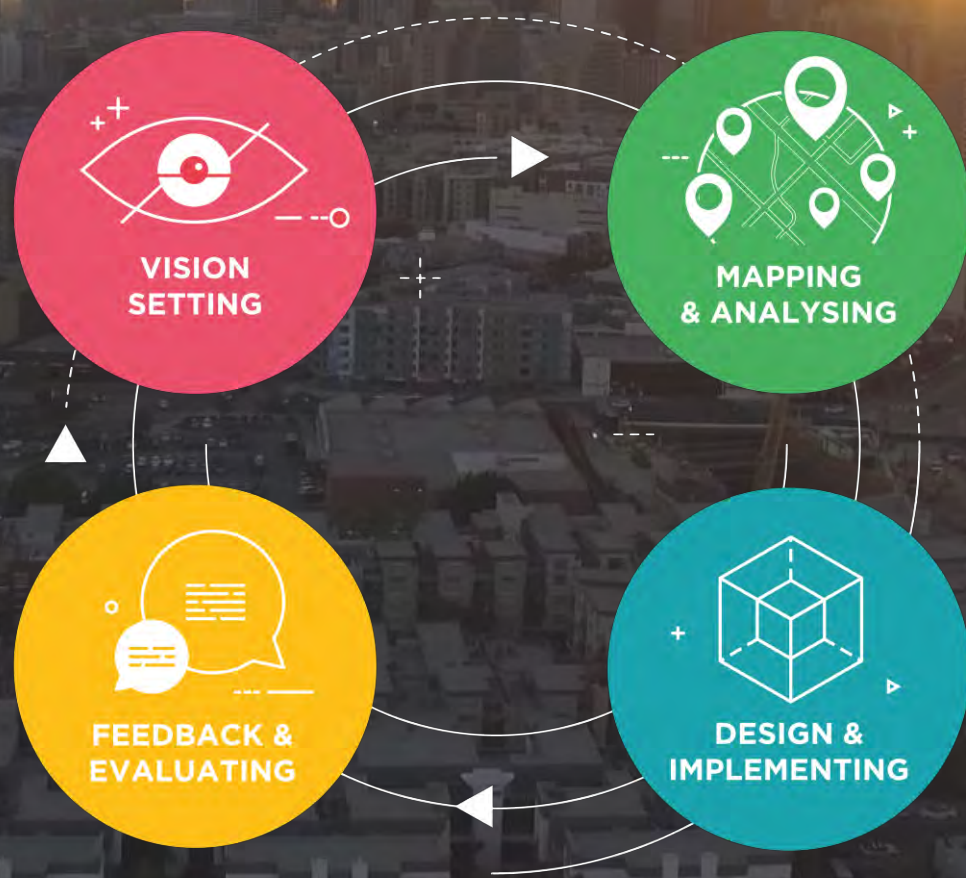 VISION
SETTING
MAPPING
& ANALYSING
DESIGN &
IMPLEMENTING
FEEDBACK &
EVALUATING